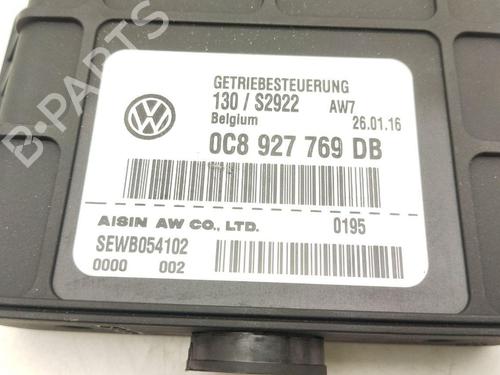 GETRIEBESTEUERUNG
130 / S2922 AW7
Belgium 26.01.16
0C8 927 769 DB
AISIN AW CO., LTD. 0195
SEWB054102
0000 002
B-PARTS